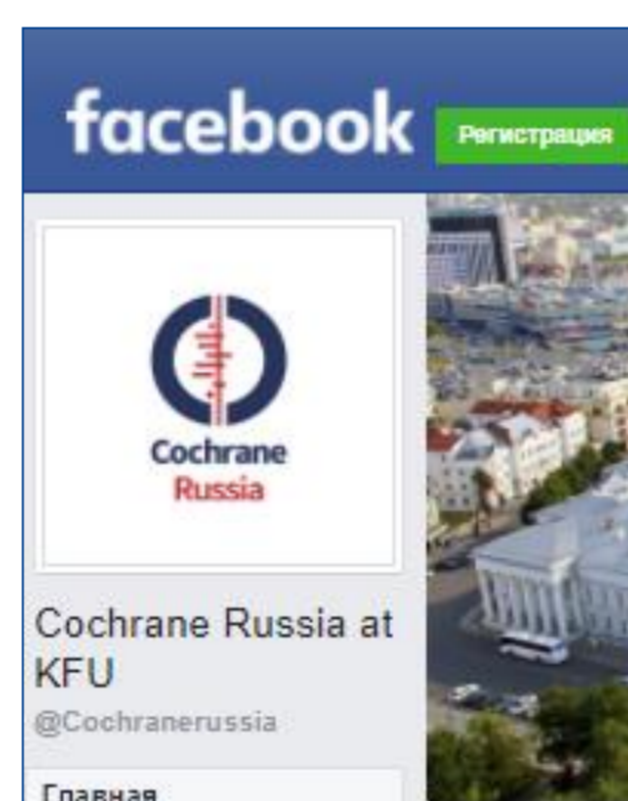 facebook
Регистрация
Cochrane
Russia
Cochrane Russia at
KFU
@Cochranerussia
Главная